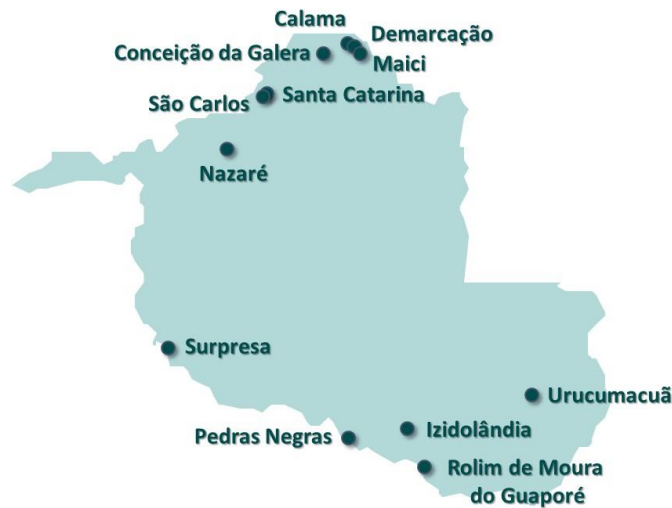 Calama
Demarcação
Conceição da Galera
Maici
Santa Catarina
São Carlos
Nazaré
Surpresa
Urucumacuã
Pedras Negras
Izidolândia
Rolim de Moura
do Guaporé